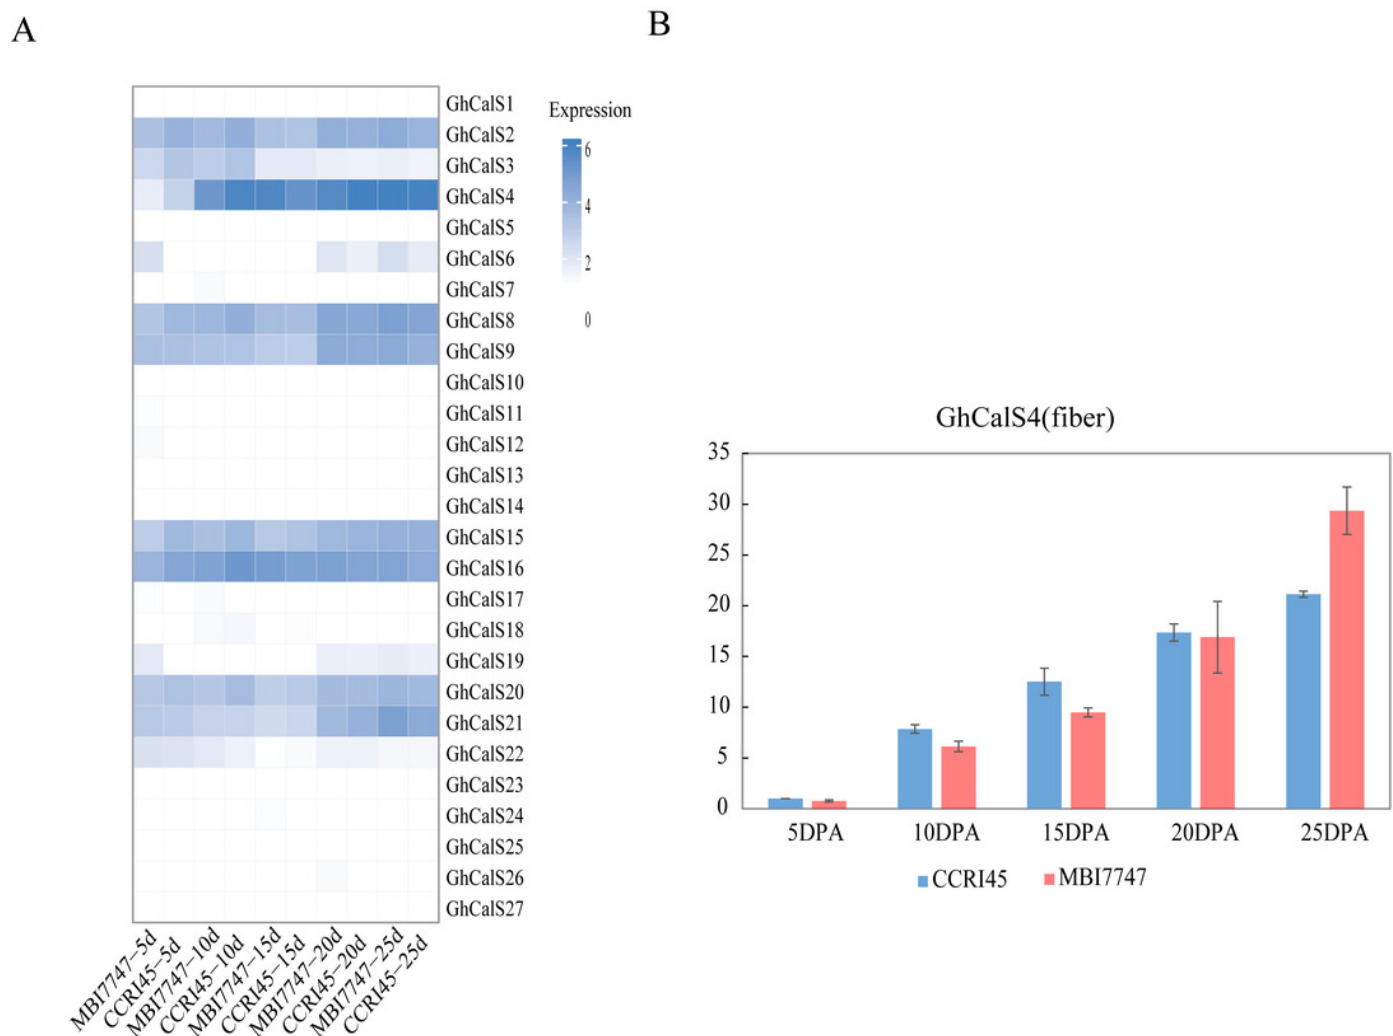 A
B
Expression
6
4
2
0
GhCalS1
GhCalS2
GhCalS3
GhCalS4
GhCalS5
GhCalS6
GhCalS7
GhCalS8
GhCalS9
GhCalS10
GhCalS11
GhCalS12
GhCalS13
GhCalS14
GhCalS15
GhCalS16
GhCalS17
GhCalS18
GhCalS19
GhCalS20
GhCalS21
GhCalS22
GhCalS23
GhCalS24
GhCalS25
GhCalS26
GhCalS27
MBI7747−5d
CCRI45−5d
MBI7747−10d
CCRI45−10d
MBI7747−15d
CCRI45−15d
MBI7747−20d
CCRI45−20d
MBI7747−25d
CCRI45−25d
GhCalS4(fiber)
35
30
25
20
15
10
5
0
5DPA 10DPA 15DPA 20DPA 25DPA
CCRI45 MBI7747